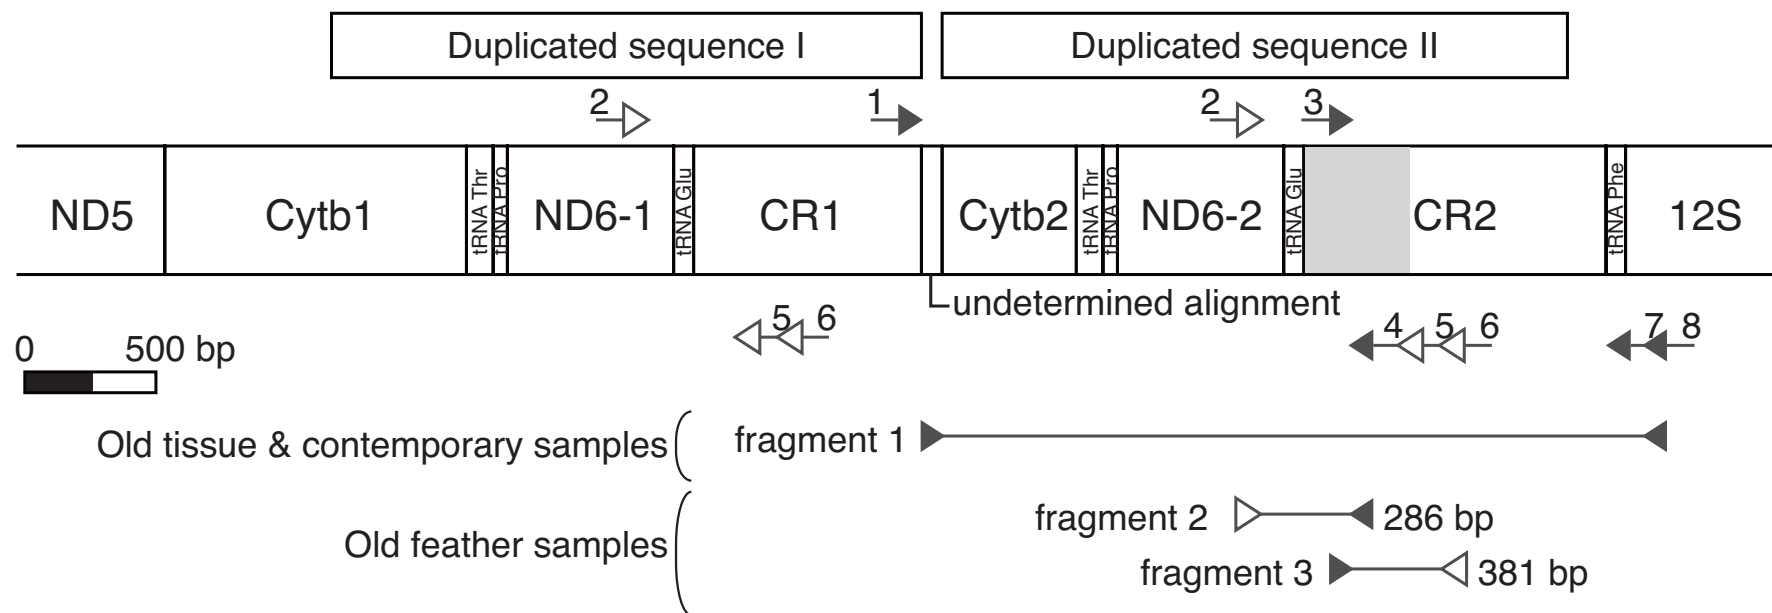 Duplicated sequence I Duplicated sequence II
2 1 2 3
ND5 Cytb1 tRNA Thr tRNA Pro ND6-1 tRNA Glu CR1 Cytb2 tRNA Thr tRNA Pro ND6-2 tRNA Glu CR2 tRNA Phe 12S
undetermined alignment
5 6 4 5 6 7 8
0 500 bp
Old tissue & contemporary samples fragment 1
fragment 2 286 bp
Old feather samples
fragment 3 381 bp